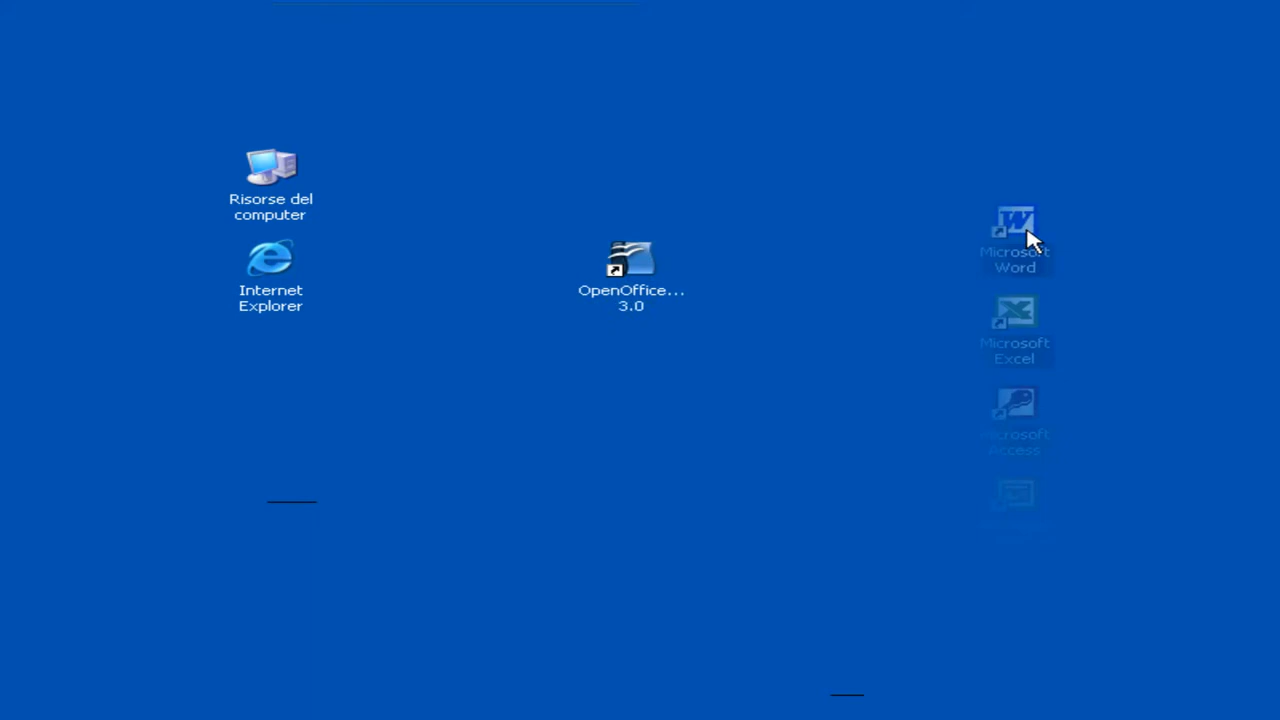 Risorse del
computer
Internet
Explorer
OpenOffice...
3.0
Microsoft
Word
Microsoft
Excel
Microsoft
Access